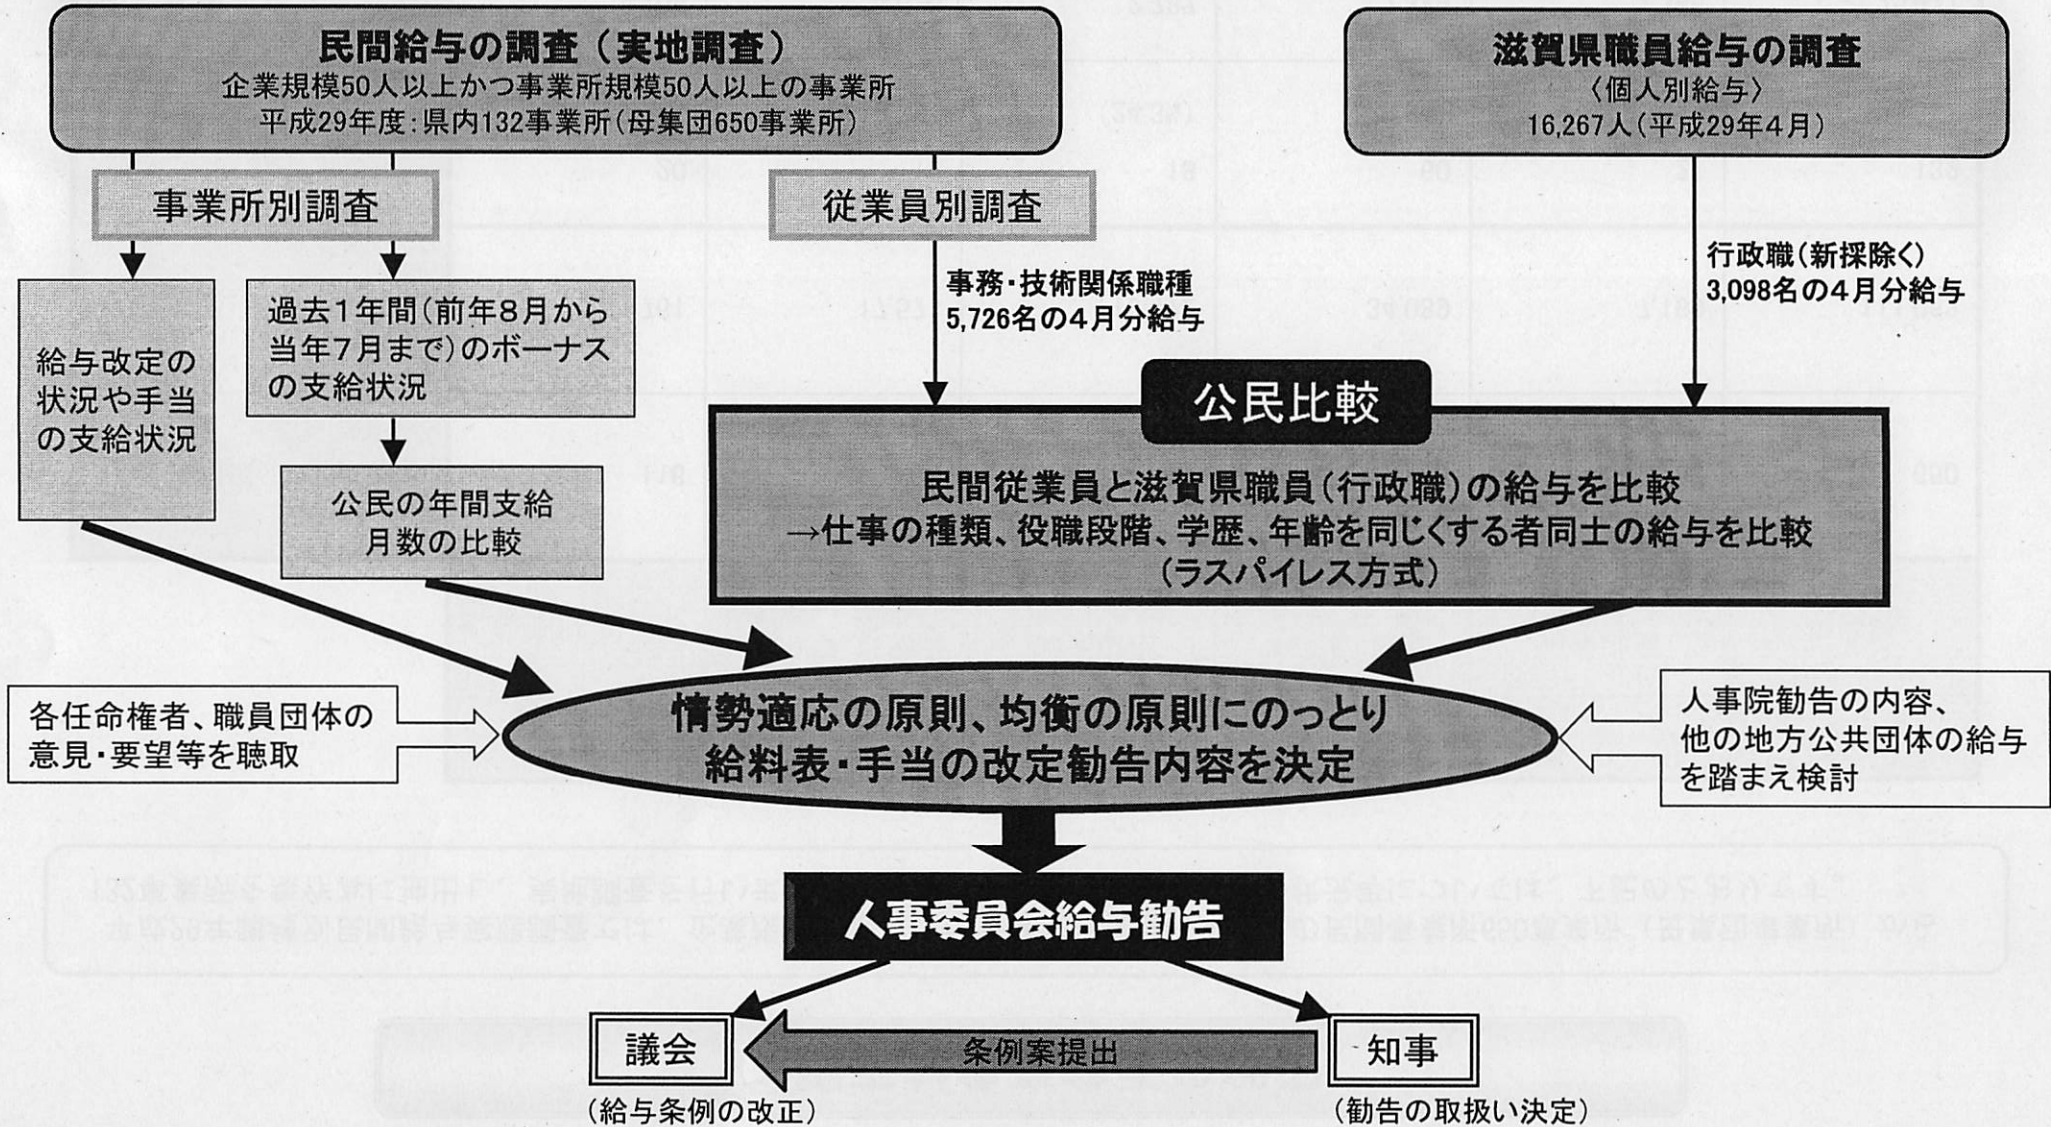 民間給与の調査（実地調査）
企業規模50人以上かつ事業所規模50人以上の事業所
平成29年度：県内132事業所（母集団650事業所）
滋賀県職員給与の調査
〈個人別給与〉
16,267人（平成29年４月）
事業所別調査
従業員別調査
給与改定の
状況や手当
の支給状況
過去１年間（前年８月から
当年７月まで）のボーナス
の支給状況
公民の年間支給
月数の比較
事務・技術関係職種
5,726名の４月分給与
行政職（新採除く）
3,098名の４月分給与
公民比較
民間従業員と滋賀県職員（行政職）の給与を比較
→仕事の種類、役職段階、学歴、年齢を同じくする者同士の給与を比較
（ラスパイレス方式）
各任命権者、職員団体の
意見・要望等を聴取
情勢適応の原則、均衡の原則にのっとり
給料表・手当の改定勧告内容を決定
人事院勧告の内容、
他の地方公共団体の給与
を踏まえ検討
人事委員会給与勧告
議会
条例案提出
知事
（給与条例の改正）
（勧告の取扱い決定）